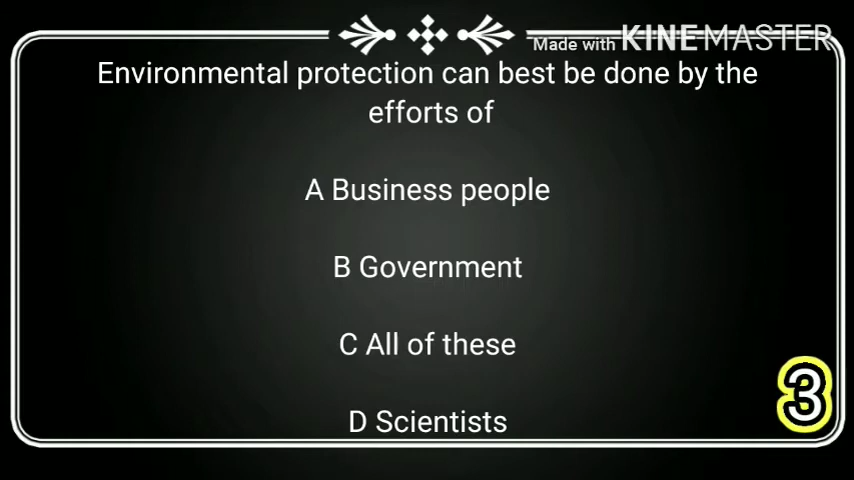 Made with KINEMASTER
Environmental protection can best be done by the
efforts of
A Business people
B Government
C All of these
D Scientists
3